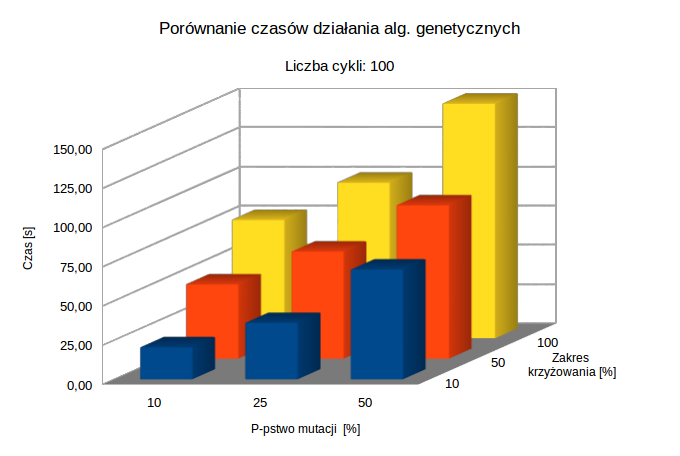 Porównanie czasów działania alg. genetycznych
Liczba cykli: 100
150,00
125,00
100,00
75,00
50,00
25,00
0,00
Czas [s]
10
25
50
P-pstwo mutacji [%]
10
50
100
Zakres
krzyżowania [%]